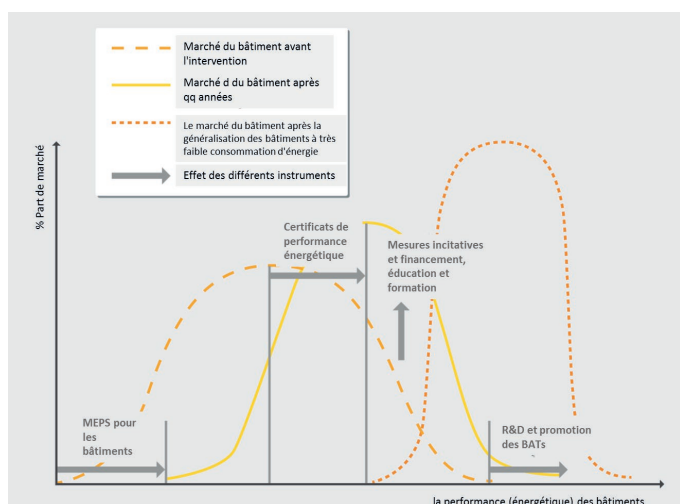 Marché du bâtiment avant
l'intervention
Marché d du bâtiment après
qq années
Le marché du bâtiment après la
généralisation des bâtiments à très
faible consommation d'énergie
Effet des différents instruments
% Part de marché
Certificats de
performance
énergétique
Mesures incitatives
et financement,
éducation et
formation
MEPS pour
les
bâtiments
R&D et promotion
des BATs
la performance (énergétique) des bâtiments